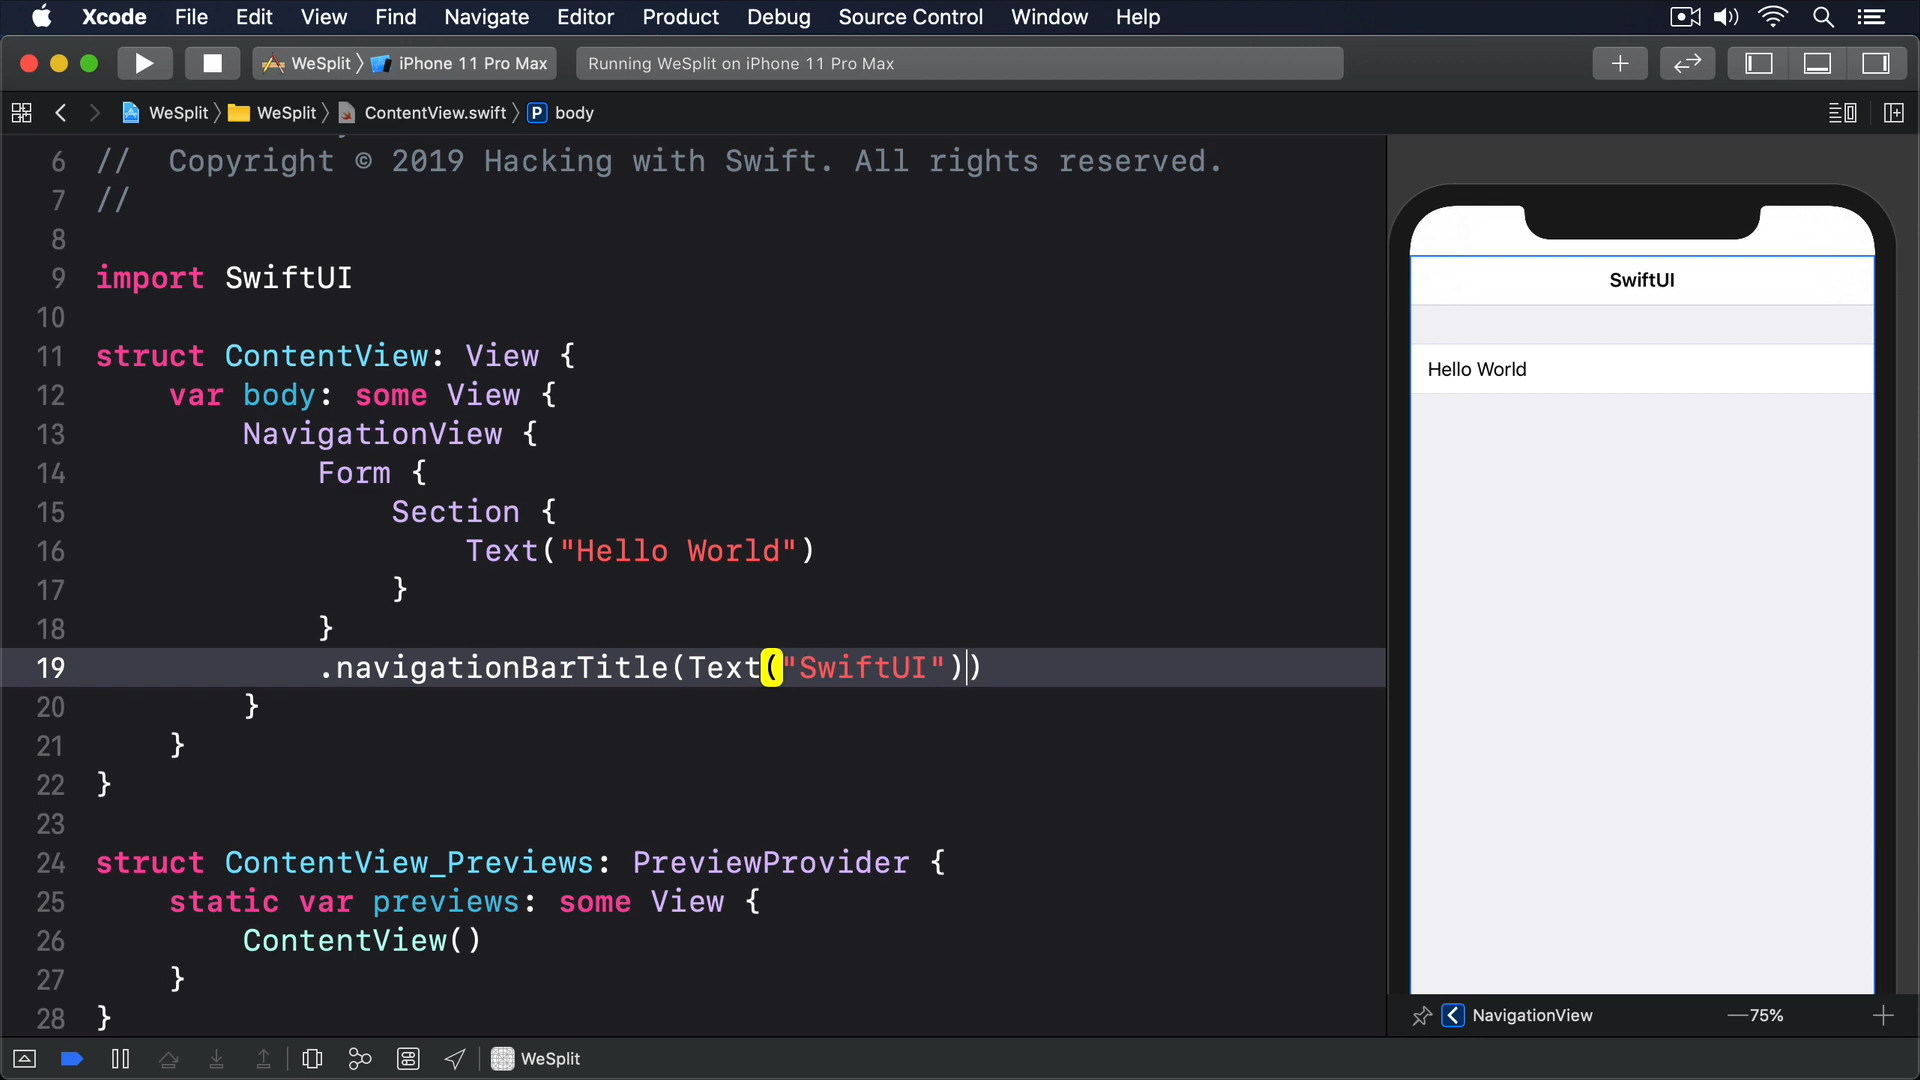 Xcode File Edit View Find Navigate Editor Product Debug Source Control Window Help
WeSplit iPhone 11 Pro Max Running WeSplit on iPhone 11 Pro Max
WeSplit WeSplit ContentView.swift P body
6 //  Copyright © 2019 Hacking with Swift. All rights reserved.
7 //
8
9 import SwiftUI
10
11 struct ContentView: View {
12     var body: some View {
13         NavigationView {
14             Form {
15                 Section {
16                     Text("Hello World")
17                 }
18             }
19             .navigationBarTitle(Text("SwiftUI"))
20         }
21     }
22 }
23
24 struct ContentView_Previews: PreviewProvider {
25     static var previews: some View {
26         ContentView()
27     }
28 }
SwiftUI
Hello World
NavigationView — 75% +
WeSplit